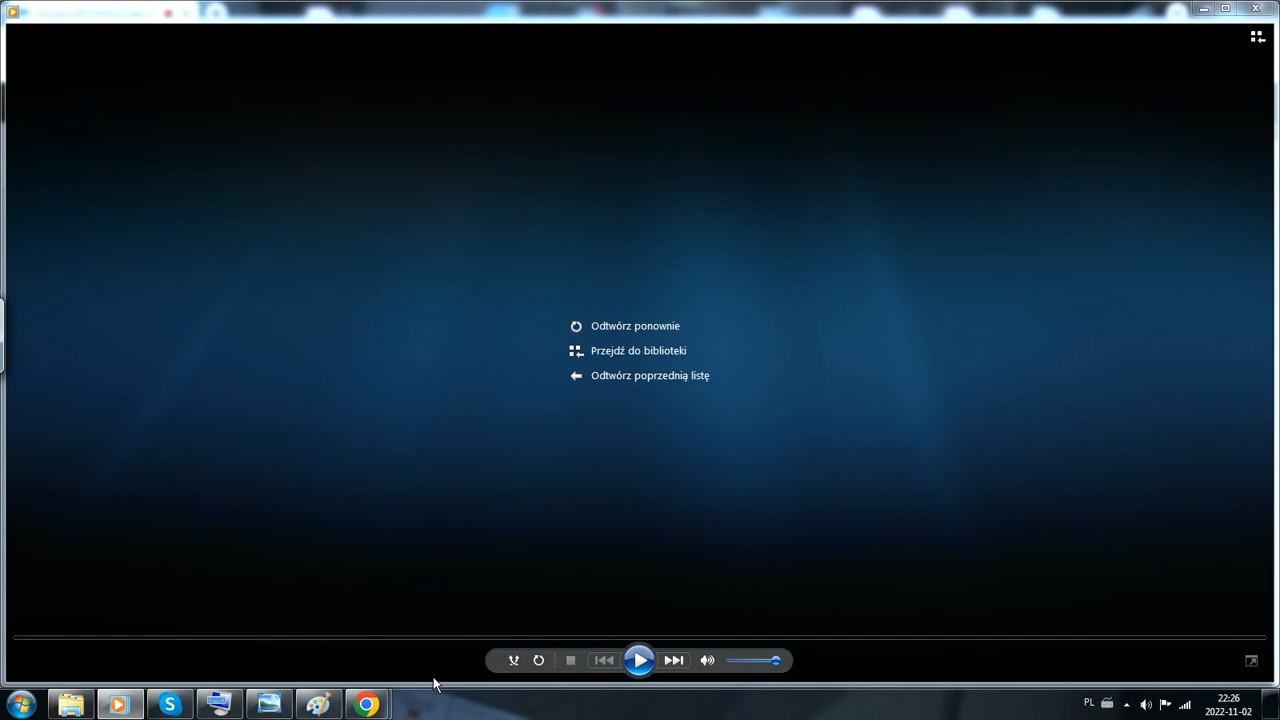 Odtwórz ponownie
Przejdź do biblioteki
Odtwórz poprzednią listę
PL
22:26
2022-11-02